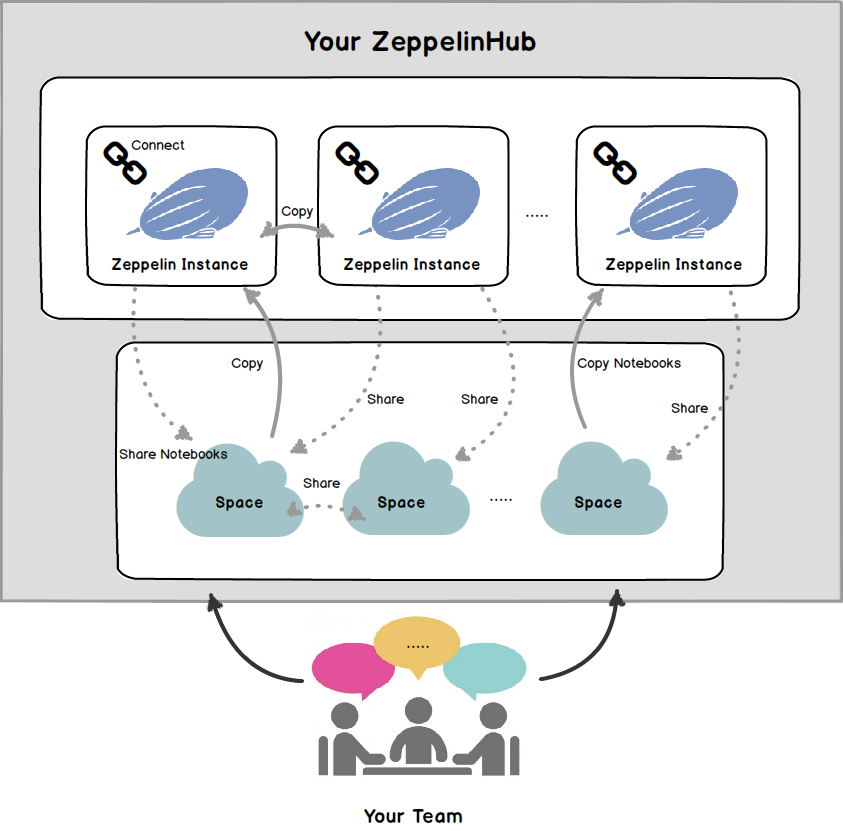 Your ZeppelinHub
Connect
Copy
.....
Zeppelin Instance
Zeppelin Instance
Zeppelin Instance
Copy
Copy Notebooks
Share
Share
Share
Share Notebooks
Share
Space
Space
.....
Space
.....
Your Team